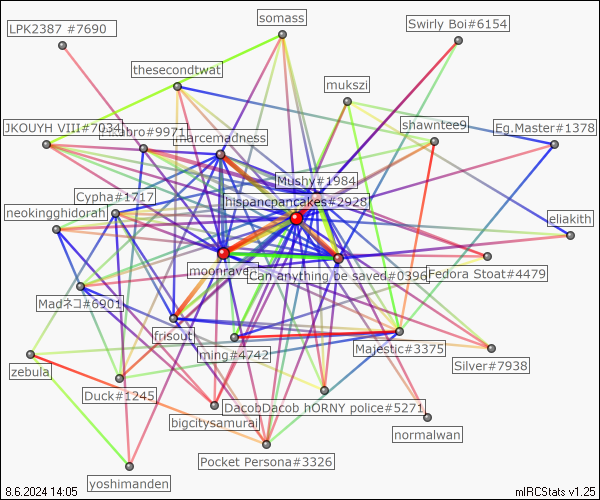 somass
Swirly Boi#6154
LPK2387 #7690
thesecondtwat
mukszi
JKOUYH VIII#7034
marcemadness
shawntee9
Eg.Master#1378
Mushy#1984
Cypha#1717
hispancpancakes#2928
neokingghidorah
eliakith
moonrave
Can anything be saved#0396
Fedora Stoat#4479
Madネコ#6901
frisout
ming#4742
Majestic#3375
zebula
Silver#7938
Duck#1245
DacobDacob hORNY police#5271
bigcitysamurai
normalwan
Pocket Persona#3326
yoshimanden
8.6.2024 14:05
mIRCStats v1.25